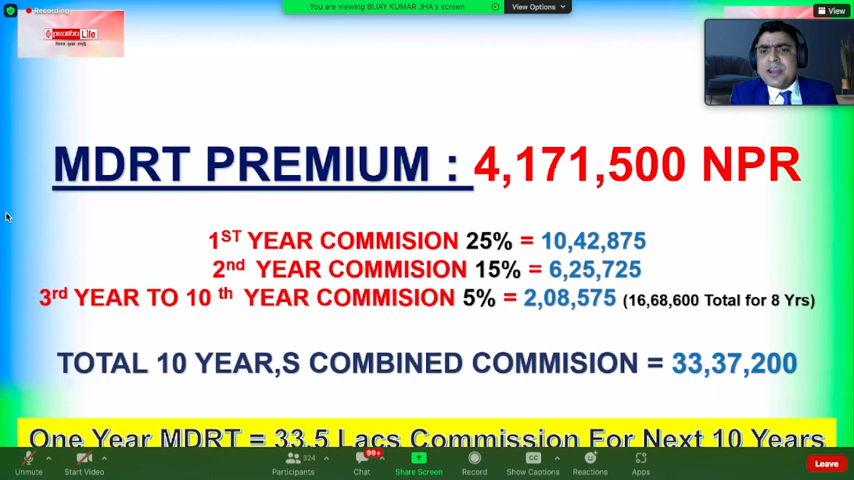 Recording
You are viewing BIJAY KUMAR JHA's screen
View Options
View
Life
MDRT PREMIUM : 4,171,500 NPR
1ST YEAR COMMISION 25% = 10,42,875
2nd YEAR COMMISION 15% = 6,25,725
3rd YEAR TO 10 th YEAR COMMISION 5% = 2,08,575 (16,68,600 Total for 8 Yrs)
TOTAL 10 YEAR,S COMBINED COMMISION = 33,37,200
One Year MDRT = 33.5 Lacs Commission For Next 10 Years
Unmute
Start Video
324
Participants
99+
Chat
Share Screen
Record
CC
Show Captions
Reactions
Apps
Leave